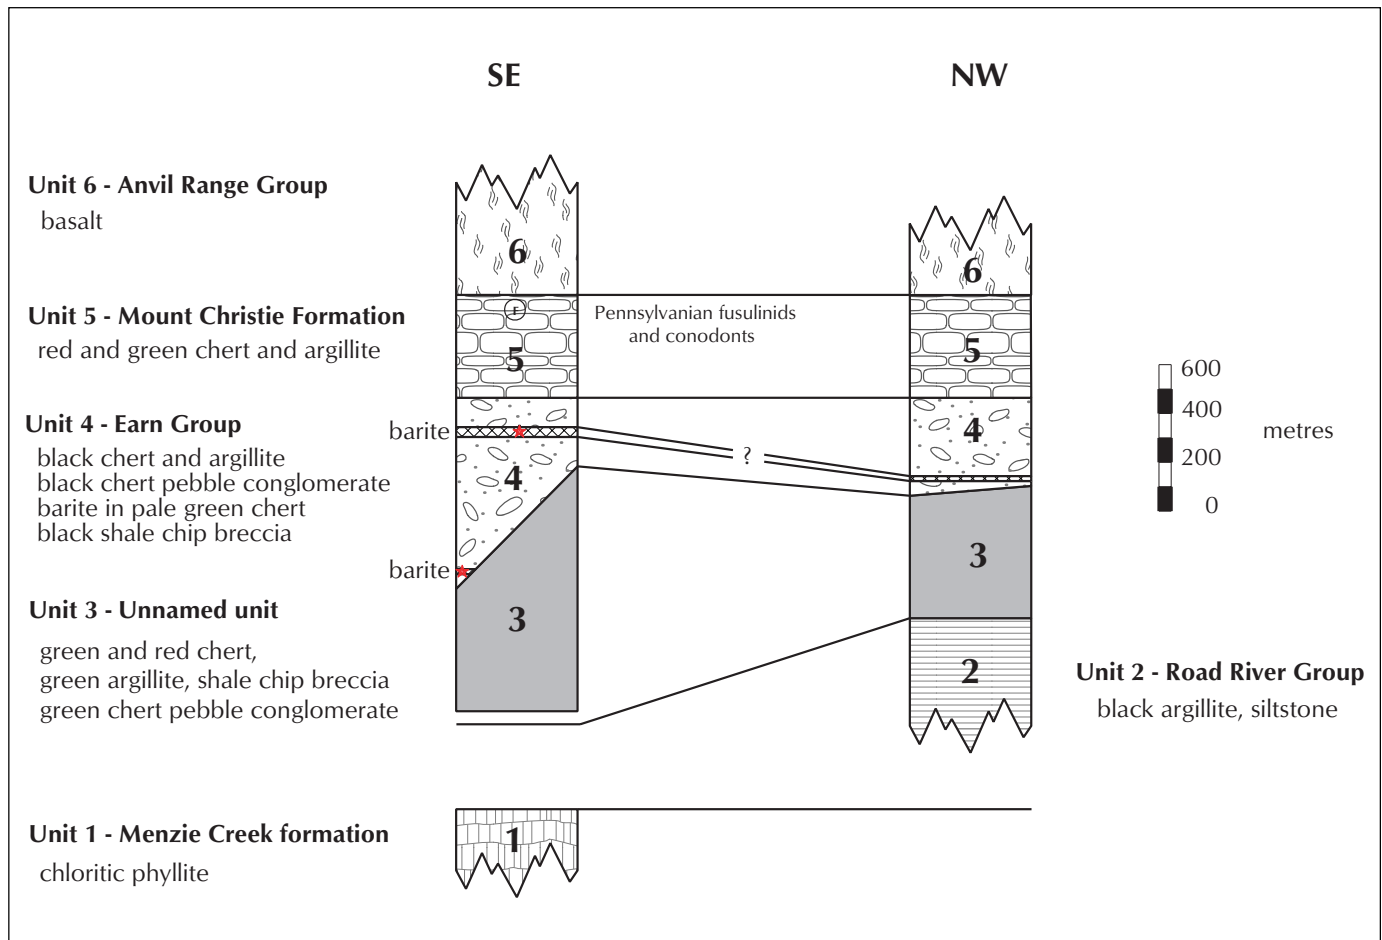 SE
NW
Unit 6 - Anvil Range Group
basalt
6
6
Unit 5 - Mount Christie Formation
red and green chert and argillite
F
5
Pennsylvanian fusulinids
and conodonts
5
600
400
200
0
metres
Unit 4 - Earn Group
black chert and argillite
black chert pebble conglomerate
barite in pale green chert
black shale chip breccia
barite
4
?
4
barite
Unit 3 - Unnamed unit
green and red chert,
green argillite, shale chip breccia
green chert pebble conglomerate
3
3
2
Unit 2 - Road River Group
black argillite, siltstone
Unit 1 - Menzie Creek formation
chloritic phyllite
1